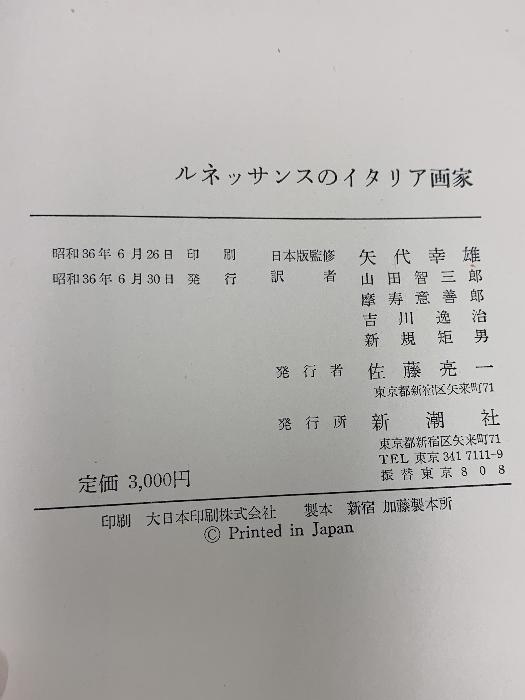 ルネッサンスのイタリア画家
昭和36年6月26日 印刷
昭和36年6月30日 発行
日本版監修 矢代幸雄
訳者 山田智三郎
摩寿意善郎
吉川逸治
新規矩男
発行者 佐藤亮一
東京都新宿区矢来町71
発行所 新潮社
東京都新宿区矢来町71
TEL 東京 341 7111-9
振替東京 808
定価 3,000円
印刷 大日本印刷株式会社 製本 新宿 加藤製本所
© Printed in Japan